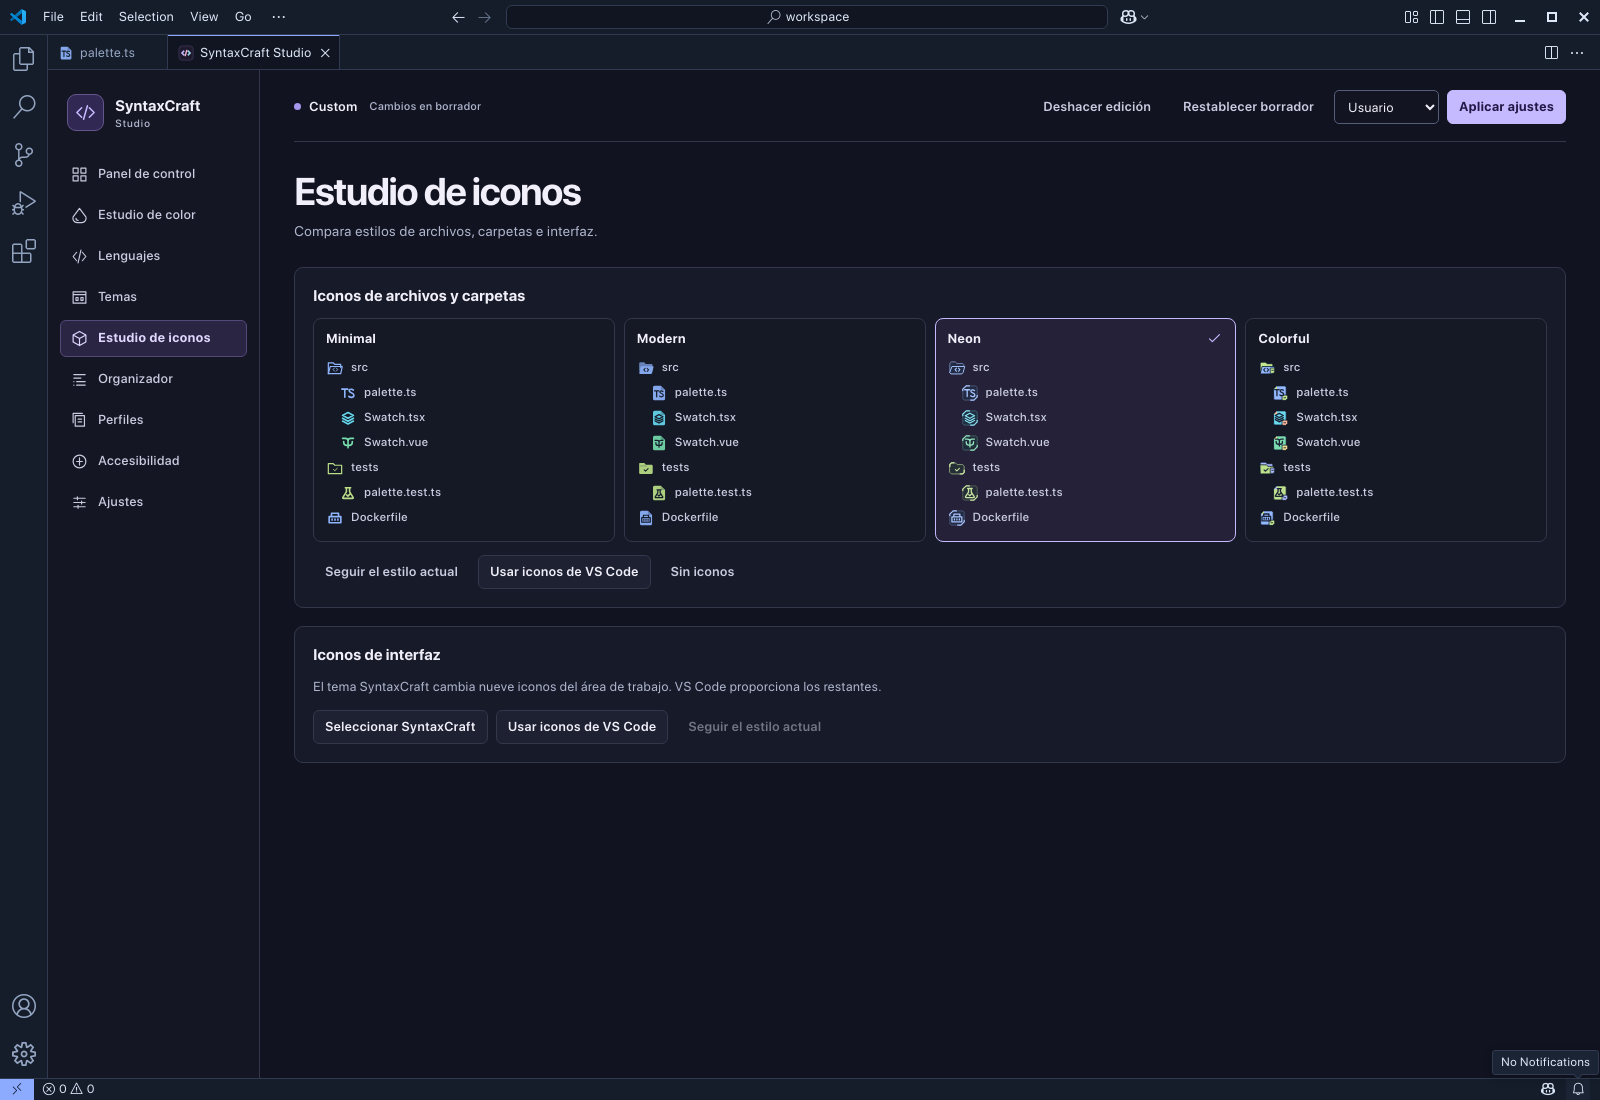 File Edit Selection View Go ···
workspace
palette.ts
SyntaxCraft Studio
SyntaxCraft
Studio
Panel de control
Estudio de color
Lenguajes
Temas
Estudio de iconos
Organizador
Perfiles
Accesibilidad
Ajustes
Custom Cambios en borrador
Deshacer edición
Restablecer borrador
Usuario
Aplicar ajustes
Estudio de iconos
Compara estilos de archivos, carpetas e interfaz.
Iconos de archivos y carpetas
Minimal
src
palette.ts
Swatch.tsx
Swatch.vue
tests
palette.test.ts
Dockerfile
Modern
src
palette.ts
Swatch.tsx
Swatch.vue
tests
palette.test.ts
Dockerfile
Neon
src
palette.ts
Swatch.tsx
Swatch.vue
tests
palette.test.ts
Dockerfile
Colorful
src
palette.ts
Swatch.tsx
Swatch.vue
tests
palette.test.ts
Dockerfile
Seguir el estilo actual
Usar iconos de VS Code
Sin iconos
Iconos de interfaz
El tema SyntaxCraft cambia nueve iconos del área de trabajo. VS Code proporciona los restantes.
Seleccionar SyntaxCraft
Usar iconos de VS Code
Seguir el estilo actual
No Notifications
0 0